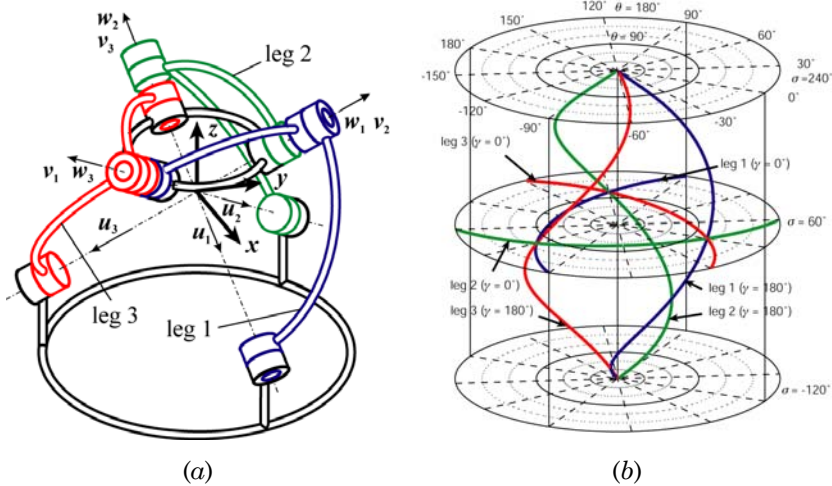 w₂
v₃
leg 2
z
w₁ v₂
v₁ w₃
y
u₃
u₂
u₁
x
leg 3
leg 1
(a)
120° θ = 180°
150° 90°
180° θ = 90° 60°
-150° 30°
σ = 240°
-120° 0°
-90° -30°
-60°
leg 3 (γ = 0°)
leg 1 (γ = 0°)
σ = 60°
leg 2 (γ = 0°) leg 1 (γ = 180°)
leg 3 (γ = 180°) leg 2 (γ = 180°)
σ = -120°
(b)